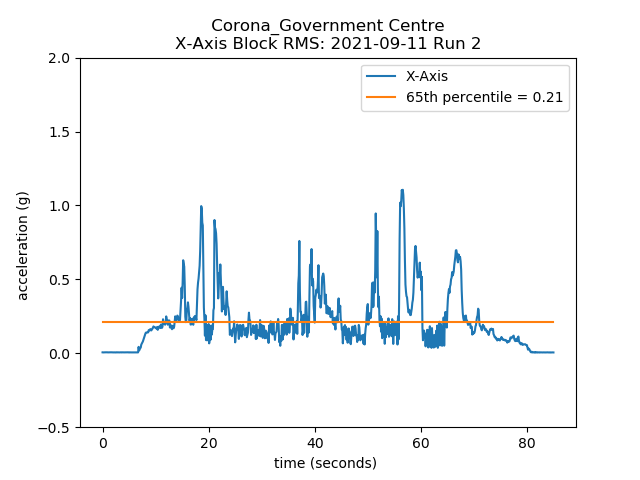 Corona_Government Centre
X-Axis Block RMS: 2021-09-11 Run 2
X-Axis
65th percentile = 0.21
2.0
1.5
1.0
0.5
0.0
−0.5
acceleration (g)
0 20 40 60 80
time (seconds)